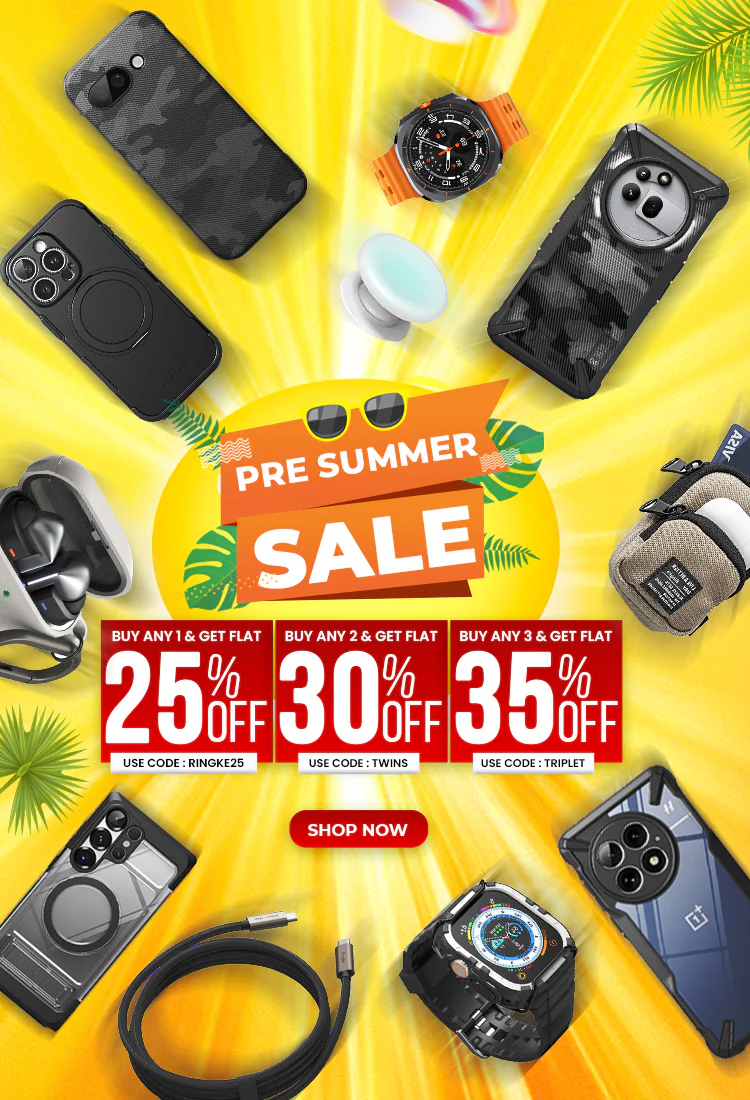 PRE SUMMER
SALE
BUY ANY 1 & GET FLAT
25% OFF
USE CODE : RINGKE25
BUY ANY 2 & GET FLAT
30% OFF
USE CODE : TWINS
BUY ANY 3 & GET FLAT
35% OFF
USE CODE : TRIPLET
SHOP NOW